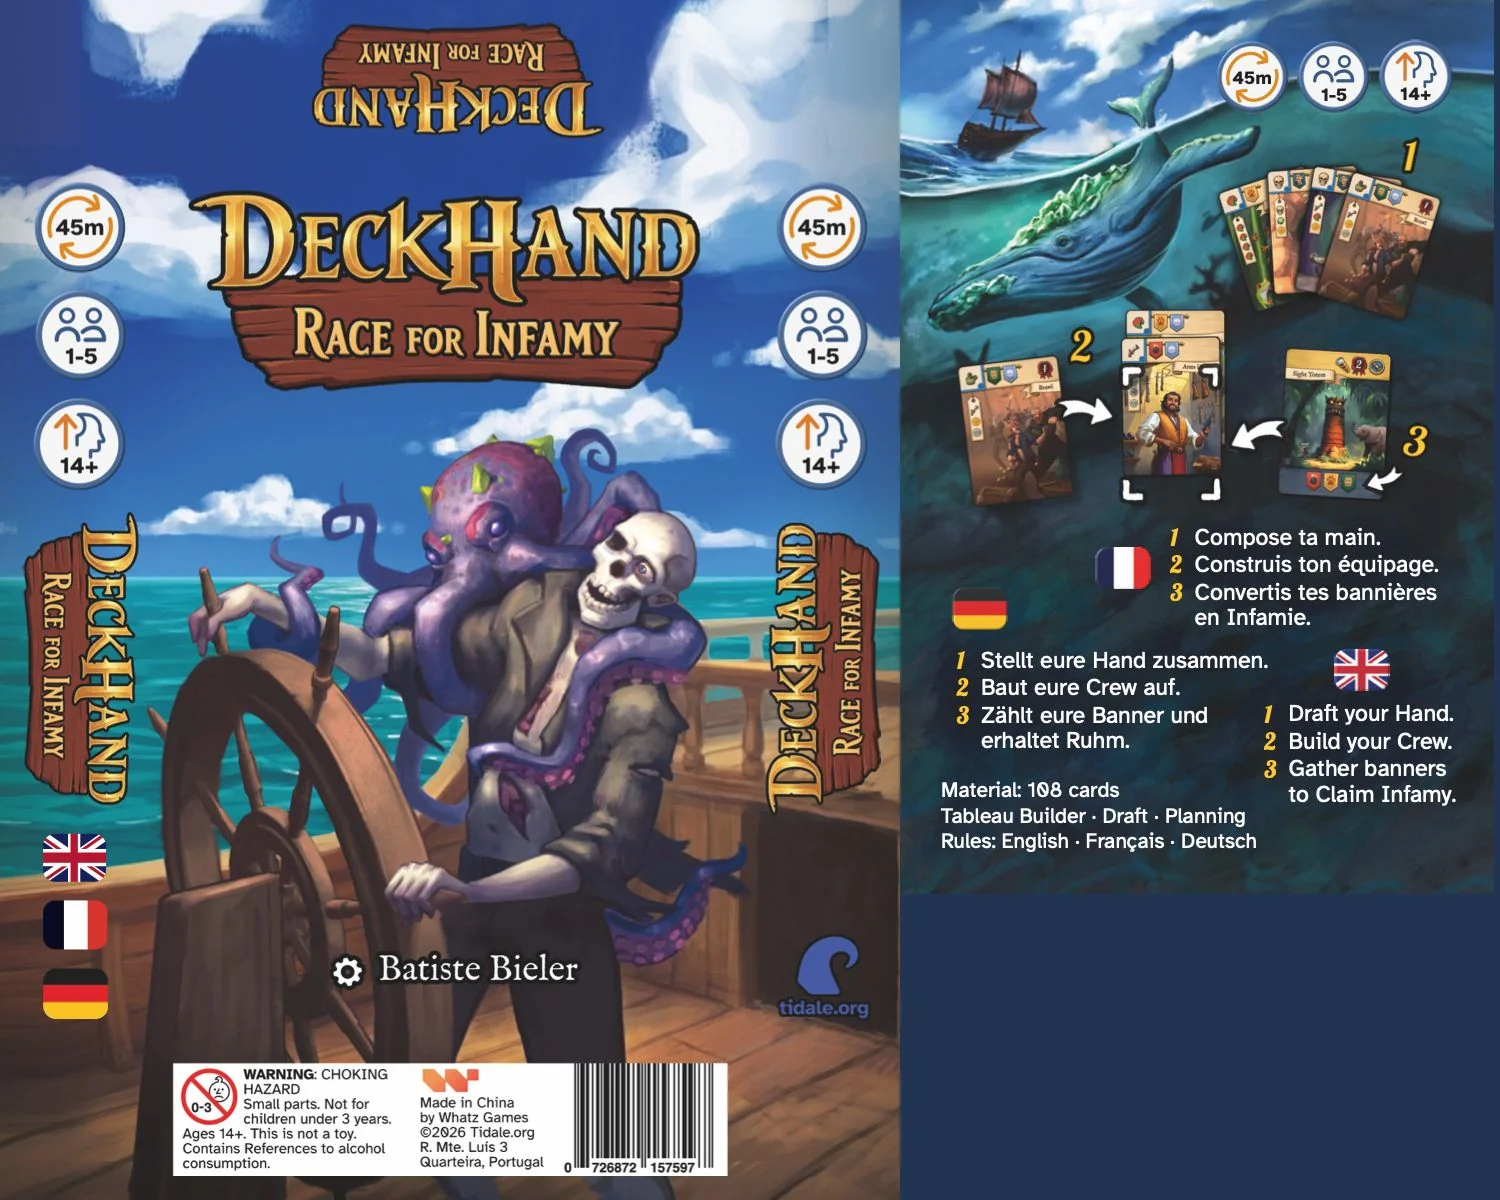 DECKHAND
RACE FOR INFAMY
45m
1-5
14+
DECKHAND
RACE FOR INFAMY
45m
1-5
14+
DECKHAND
RACE FOR INFAMY
DECKHAND
RACE FOR INFAMY
Batiste Bieler
tidale.org
0-3
WARNING: CHOKING
HAZARD
Small parts. Not for
children under 3 years.
Ages 14+. This is not a toy.
Contains References to alcohol
consumption.
Made in China
by Whatz Games
©2026 Tidale.org
R. Mte. Luís 3
Quarteira, Portugal
0 726872 157597
45m
1-5
14+
1
Brawl
2
1
Brawl
Arms
Sight Totem
2
3
1 Compose ta main.
2 Construis ton équipage.
3 Convertis tes bannières
en Infamie.
1 Stellt eure Hand zusammen.
2 Baut eure Crew auf.
3 Zählt eure Banner und
erhaltet Ruhm.
1 Draft your Hand.
2 Build your Crew.
3 Gather banners
to Claim Infamy.
Material: 108 cards
Tableau Builder · Draft · Planning
Rules: English · Français · Deutsch